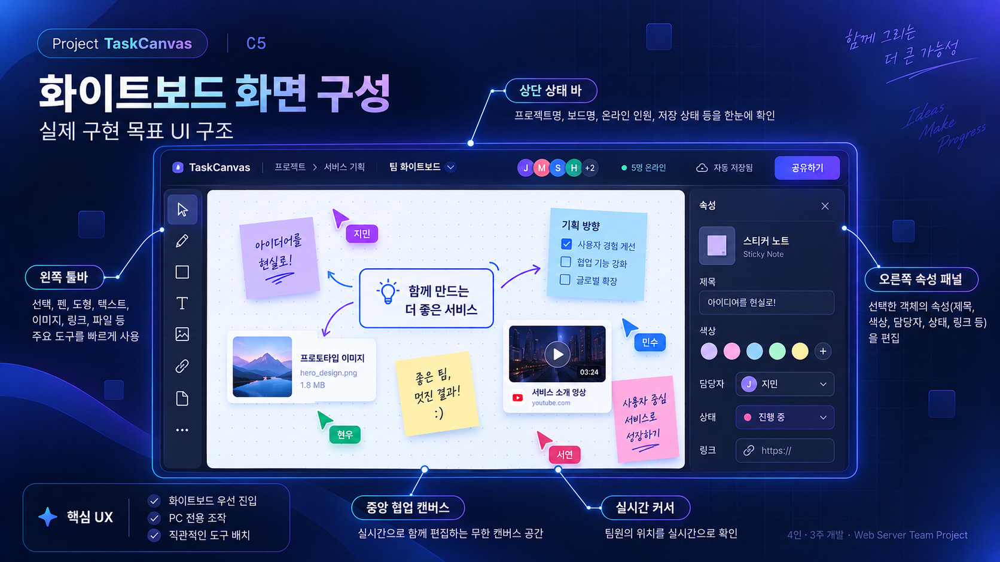 Project TaskCanvas
C5
화이트보드 화면 구성
실제 구현 목표 UI 구조
함께 그리는
더 큰 가능성
Ideas
Make
Progress
상단 상태 바
프로젝트명, 보드명, 온라인 인원, 저장 상태 등을 한눈에 확인
TaskCanvas
프로젝트 > 서버스 기획
팀 화이트보드
J M S H +2
5명 온라인
자동 저장됨
공유하기
왼쪽 툴바
선택, 펜, 도형, 텍스트,
이미지, 링크, 파일 등
주요 도구를 빠르게 사용
T
아이디어를
현실로!
지민
함께 만드는
더 좋은 서비스
기획 방향
사용자 경험 게선
협업 기능 강화
글로벌 확장
민수
프로토타입 이미지
hero_design.png
1.8 MB
현우
좋은 팀,
멋진 결과!
:)
03:24
서비스 소개 영상
youtube.com
사용자 중심
서비스로
성장하기
서연
속성
스티커 노트
Sticky Note
제목
아이디여를 현실로!
색상
+
담당자
J 지민
상태
진행 중
링크
https://
오른쪽 속성 패널
선택한 객체의 속성(제목,
색상, 담당자, 상태, 링크 등)
을 편집
핵심 UX
화이트보드 우선 진입
PC 전용 조작
직관적인 도구 배치
중앙 협업 캔버스
실시간으로 함께 편집하는 무한 캔버스 공간
실시간 커서
팀원의 위치를 실시간으로 확인
4인 · 3주 개발 · Web Server Team Project